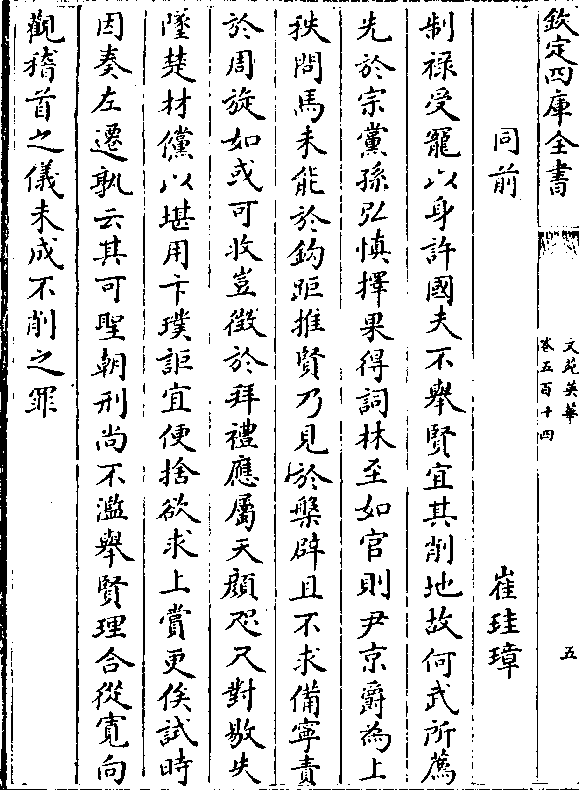 欽定四庫全書
文苑英華
卷五百十四
五
同前
崔珪璋
制禄受寵以身許國夫不舉賢宜其削地故何武所薦
先於宗黨孫弘慎擇果得詞林至如官則尹京爵為上
秩問馬未能於鈎距推賢乃見於槃辟且不求備寧責
於周旋如或可收豈徴於拜禮應屬天顔咫尺對敭失
墜楚材儻以堪用卞璞詎宜便捨欲求上賞更俟試時
因奏左遷孰云其可聖朝刑尚不濫舉賢理合從寛向
觀稽首之儀未成不削之罪